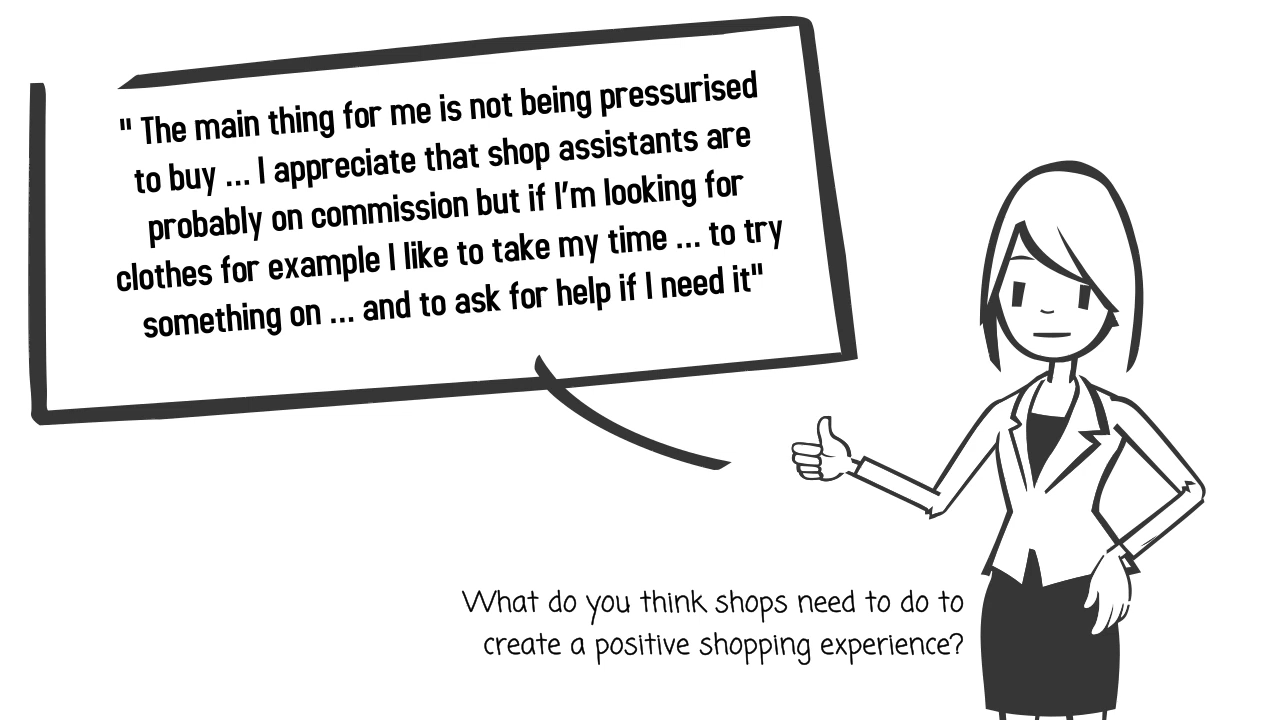 " The main thing for me is not being pressurised
to buy ... I appreciate that shop assistants are
probably on commission but if I'm looking for
clothes for example I like to take my time ... to try
something on ... and to ask for help if I need it"
What do you think shops need to do to
create a positive shopping experience?